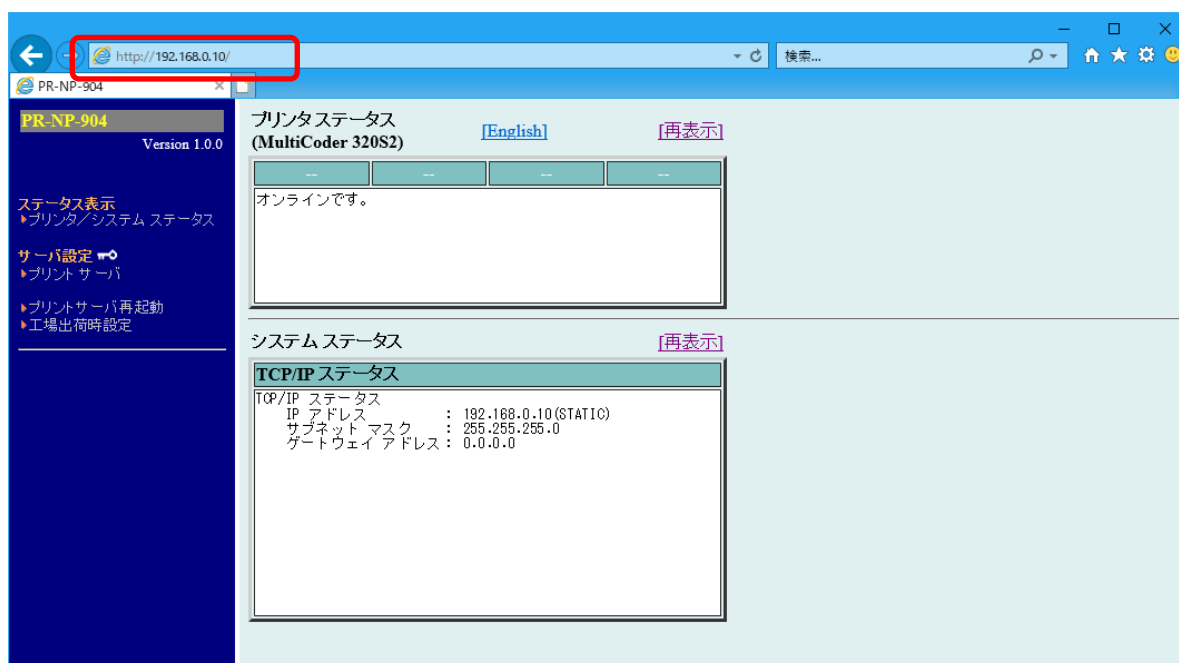 http://192.168.0.10/
検索...
PR-NP-904
PR-NP-904
Version 1.0.0
ステータス表示
プリンタ／システム ステータス
サーバ設定
プリント サーバ
プリントサーバ再起動
工場出荷時設定
プリンタ ステータス
(MultiCoder 320S2)
[English]
[再表示]
-- -- -- --
オンラインです。
システム ステータス
[再表示]
TCP/IP ステータス
TCP/IP ステータス
IP アドレス : 192.168.0.10(STATIC)
サブネット マスク : 255.255.255.0
ゲートウェイ アドレス : 0.0.0.0